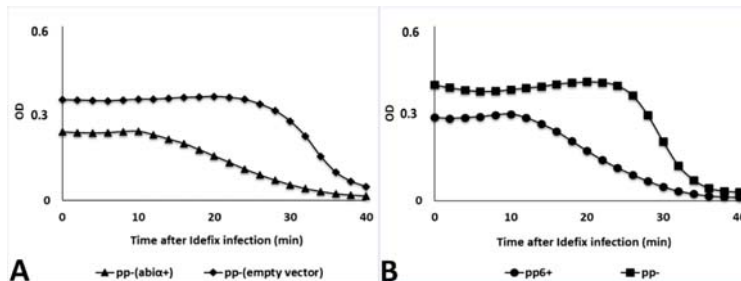 0.6
OD
0.3
0
0 10 20 30 40
Time after Idefix infection (min)
A
pp-(abiα+) pp-(empty vector)
0.6
OD
0.3
0
0 10 20 30 40
Time after Idefix infection (min)
B
pp6+ pp-